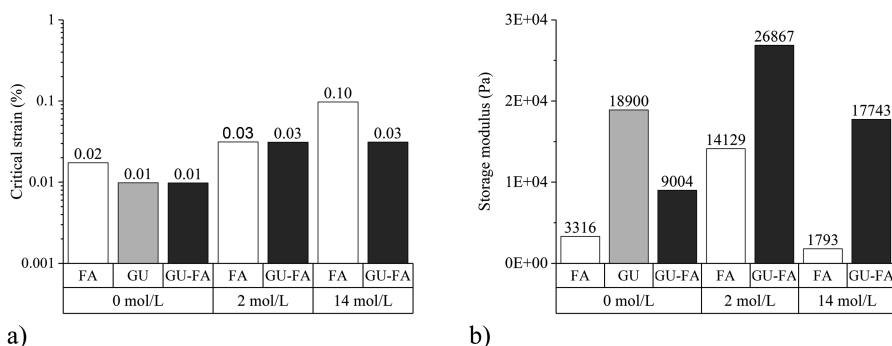 Critical strain (%)
1
0.1
0.01
0.001
0.02
0.01
0.01
0.03
0.03
0.10
0.03
FA GU GU-FA FA GU-FA FA GU-FA
0 mol/L 2 mol/L 14 mol/L
a)
Storage modulus (Pa)
3E+04
2E+04
1E+04
0E+00
3316
18900
9004
14129
26867
1793
17743
FA GU GU-FA FA GU-FA FA GU-FA
0 mol/L 2 mol/L 14 mol/L
b)